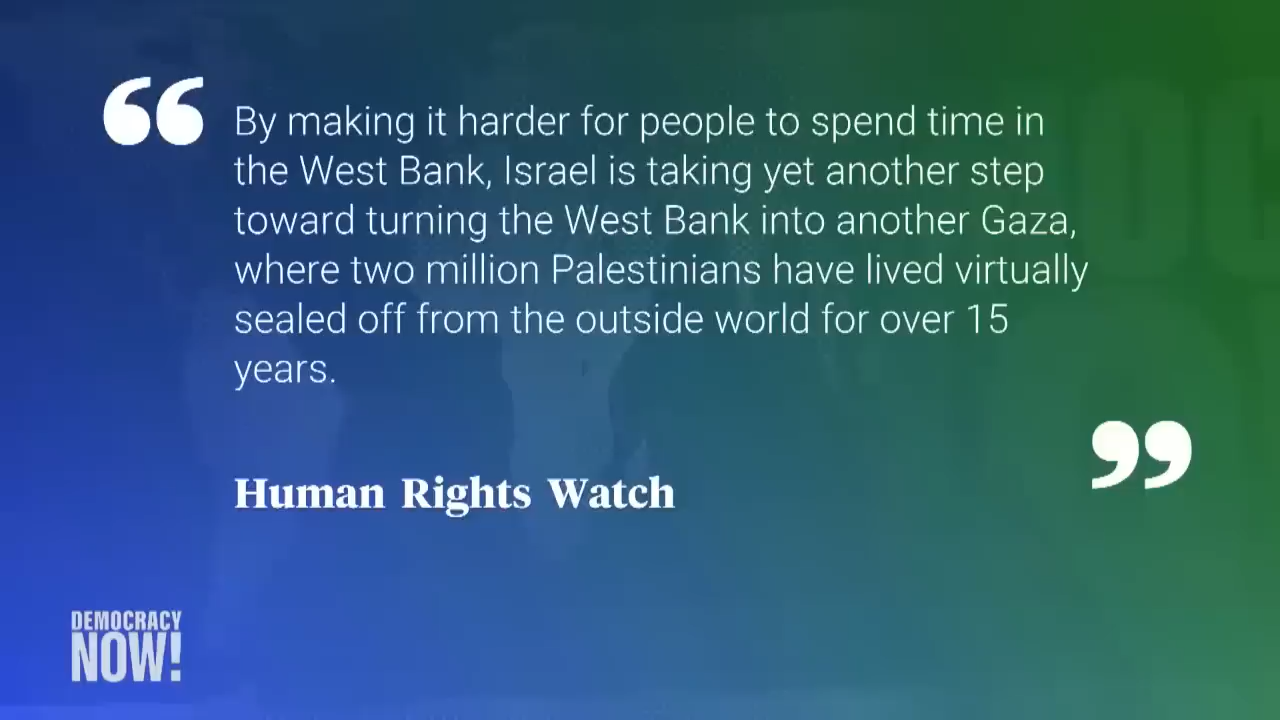 “
By making it harder for people to spend time in
the West Bank, Israel is taking yet another step
toward turning the West Bank into another Gaza,
where two million Palestinians have lived virtually
sealed off from the outside world for over 15
years.
”
Human Rights Watch
DEMOCRACY
NOW!